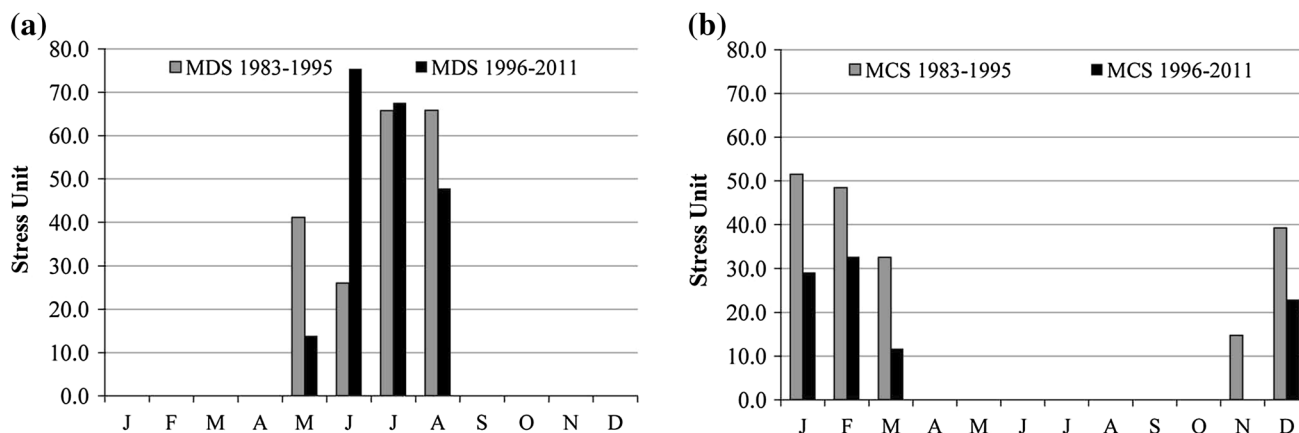 (a)
80.0
70.0
60.0
50.0
40.0
30.0
20.0
10.0
0.0
Stress Unit
MDS 1983-1995 MDS 1996-2011
J F M A M J J A S O N D
(b)
80.0
70.0
60.0
50.0
40.0
30.0
20.0
10.0
0.0
Stress Unit
MCS 1983-1995 MCS 1996-2011
J F M A M J J A S O N D